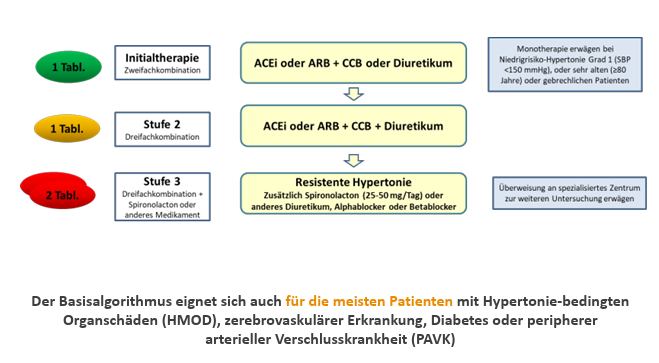 1 Tabl.
Initialtherapie
Zweifachkombination
ACEi oder ARB + CCB oder Diuretikum
Monotherapie erwägen bei
Niedrigrisiko-Hypertonie Grad 1 (SBP
<150 mmHg), oder sehr alten (≥80
Jahre) oder gebrechlichen Patienten
1 Tabl.
Stufe 2
Dreifachkombination
ACEi oder ARB + CCB + Diuretikum
2 Tabl.
Stufe 3
Dreifachkombination +
Spironolacton oder
anderes Medikament
Resistente Hypertonie
Zusätzlich Spironolacton (25-50 mg/Tag) oder
anderes Diuretikum, Alphablocker oder Betablocker
Überweisung an spezialisiertes Zentrum
zur weiteren Untersuchung erwägen
Der Basisalgorithmus eignet sich auch für die meisten Patienten mit Hypertonie-bedingten
Organschäden (HMOD), zerebrovaskulärer Erkrankung, Diabetes oder peripherer
arterieller Verschlusskrankheit (PAVK)